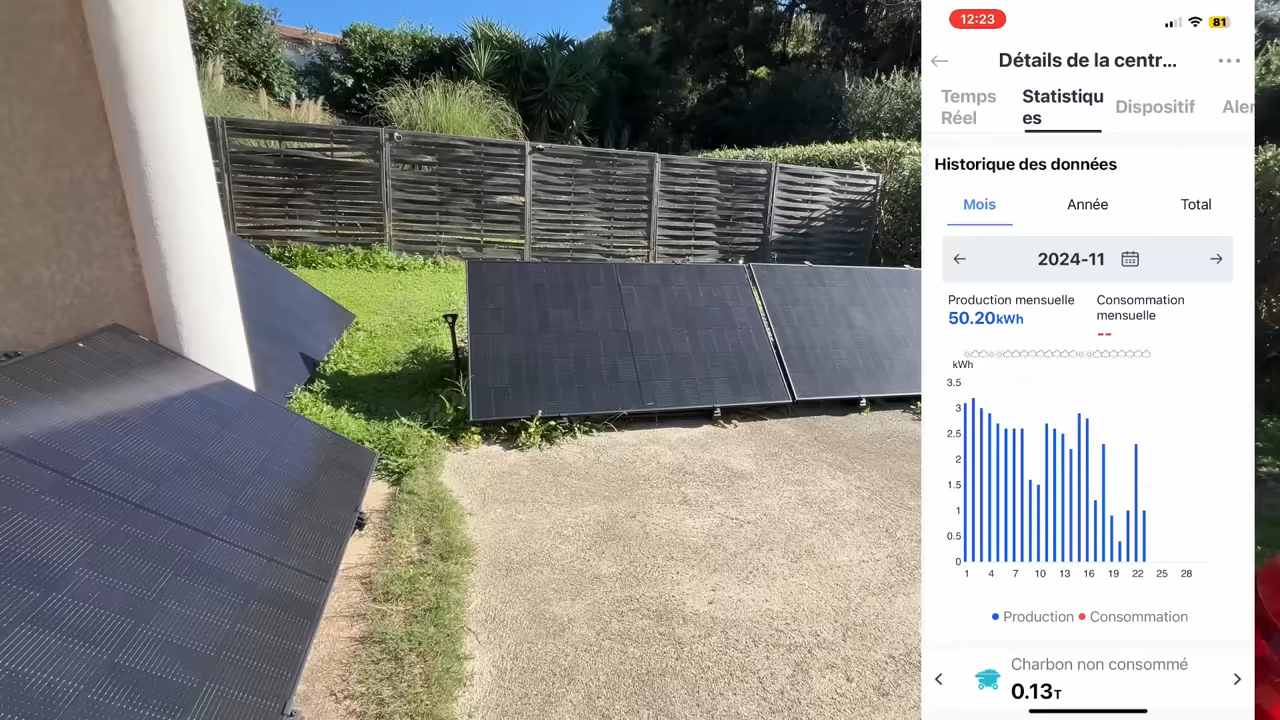 12:23
81
Détails de la centr...
Temps
Réel
Statistiqu
es
Dispositif
Aler
Historique des données
Mois
Année
Total
2024-11
Production mensuelle
50.20kWh
Consommation
mensuelle
--
kWh
3.5
3
2.5
2
1.5
1
0.5
0
1 4 7 10 13 16 19 22 25 28
Production
Consommation
Charbon non consommé
0.13T